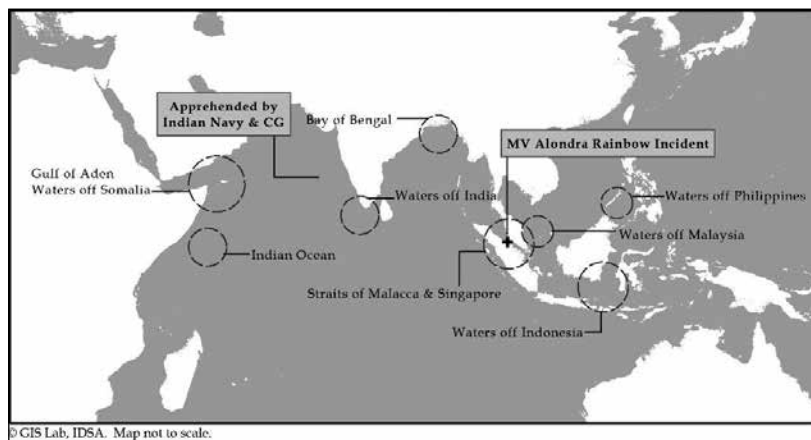 Apprehended by
Indian Navy & CG
Bay of Bengal
MV Alondra Rainbow Incident
Gulf of Aden
Waters off Somalia
Waters off India
Waters off Philippines
Waters off Malaysia
Indian Ocean
Straits of Malacca & Singapore
Waters off Indonesia
© GIS Lab, IDSA. Map not to scale.